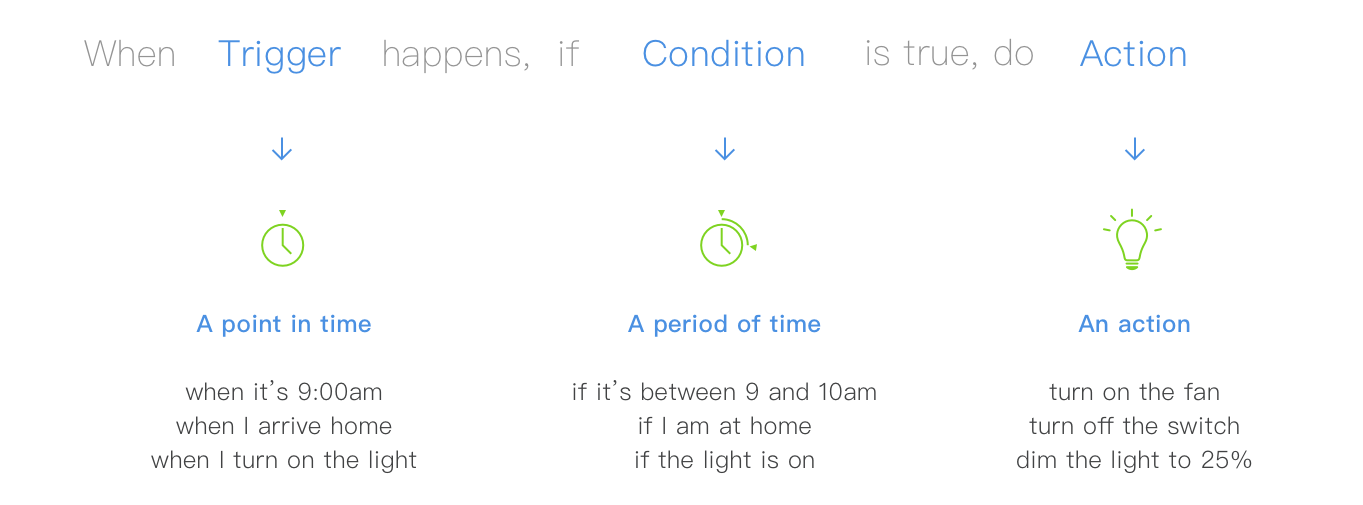 When Trigger happens, if Condition is true, do Action
A point in time
when it’s 9:00am
when I arrive home
when I turn on the light
A period of time
if it’s between 9 and 10am
if I am at home
if the light is on
An action
turn on the fan
turn off the switch
dim the light to 25%